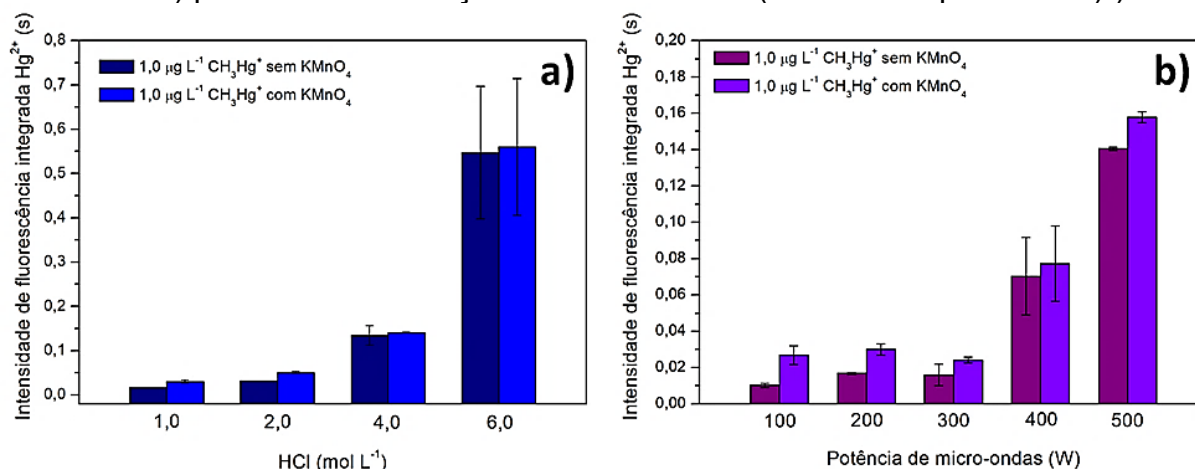 Intensidade de fluorescência integrada Hg²⁺ (s)
0,8
0,7
0,6
0,5
0,4
0,3
0,2
0,1
0,0
1,0 µg L⁻¹ CH₃Hg⁺ sem KMnO₄
1,0 µg L⁻¹ CH₃Hg⁺ com KMnO₄
a)
1,0 2,0 4,0 6,0
HCl (mol L⁻¹)
Intensidade de fluorescência integrada Hg²⁺ (s)
0,20
0,18
0,16
0,14
0,12
0,10
0,08
0,06
0,04
0,02
0,00
1,0 µg L⁻¹ CH₃Hg⁺ sem KMnO₄
1,0 µg L⁻¹ CH₃Hg⁺ com KMnO₄
b)
100 200 300 400 500
Potência de micro-ondas (W)